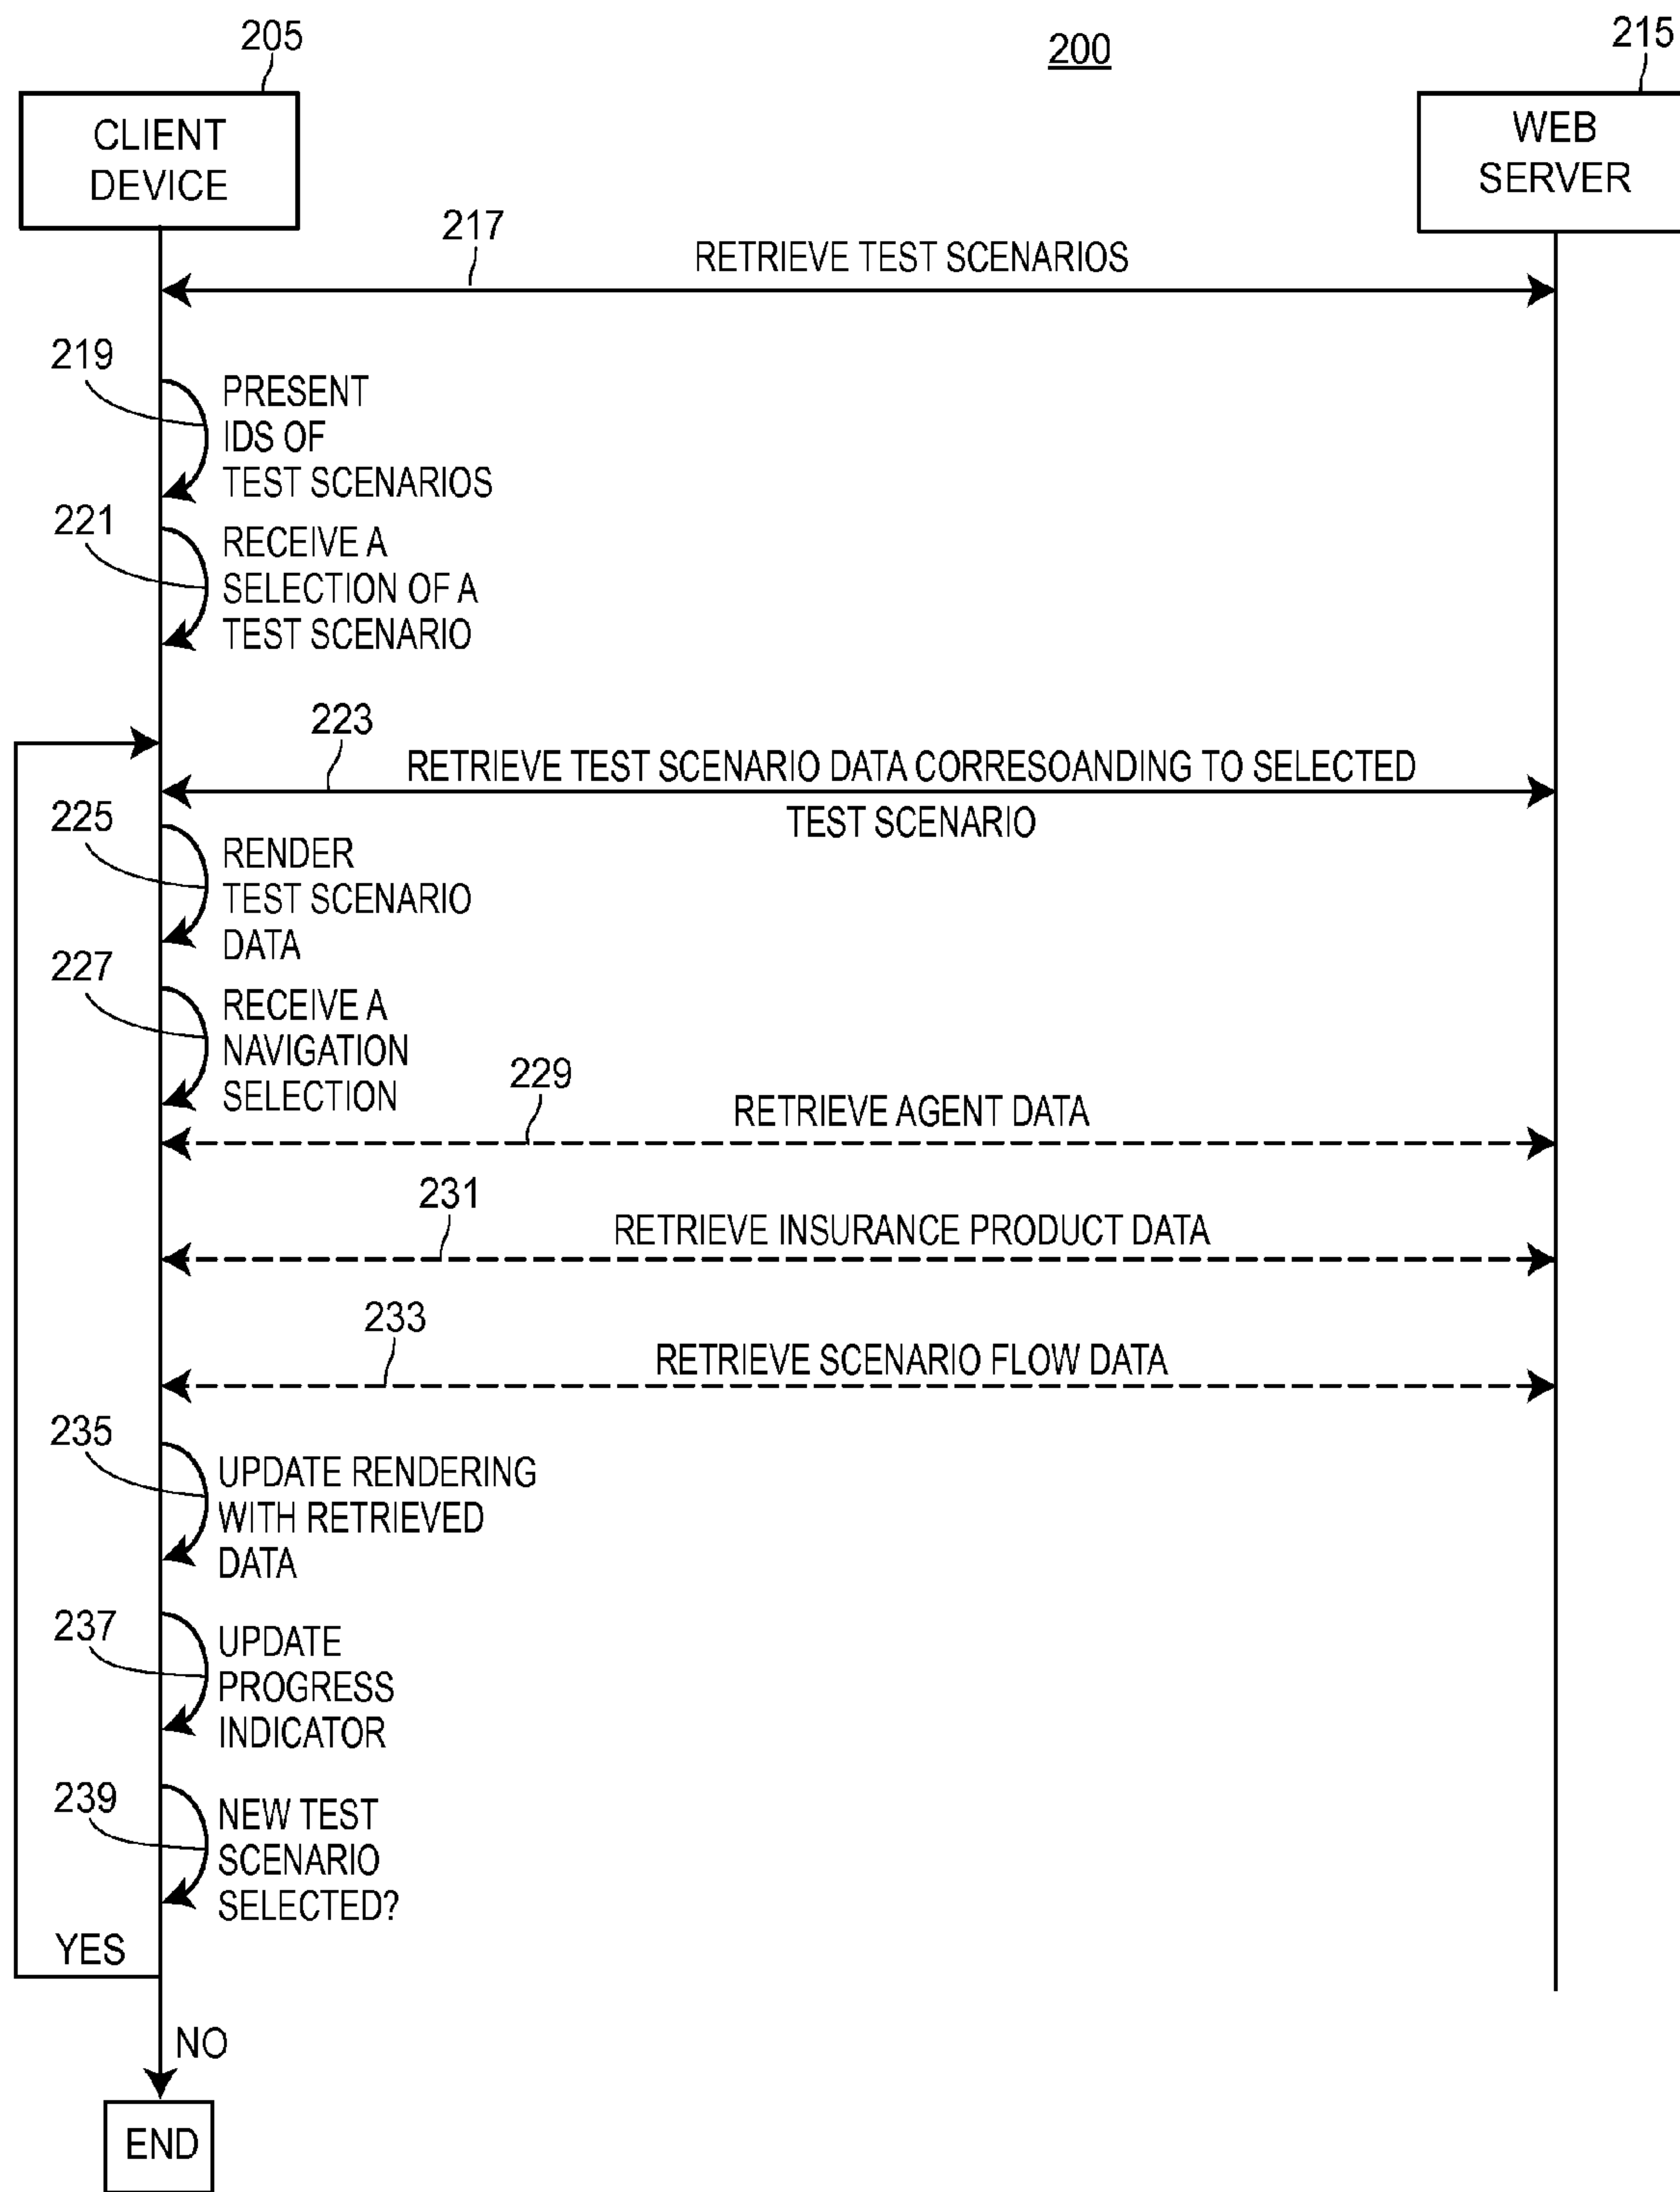 205
200
215
CLIENT
DEVICE
WEB
SERVER
217
RETRIEVE TEST SCENARIOS
219
PRESENT
IDS OF
TEST SCENARIOS
221
RECEIVE A
SELECTION OF A
TEST SCENARIO
223
RETRIEVE TEST SCENARIO DATA CORRESOANDING TO SELECTED
TEST SCENARIO
225
RENDER
TEST SCENARIO
DATA
227
RECEIVE A
NAVIGATION
SELECTION
229
RETRIEVE AGENT DATA
231
RETRIEVE INSURANCE PRODUCT DATA
233
RETRIEVE SCENARIO FLOW DATA
235
UPDATE RENDERING
WITH RETRIEVED
DATA
237
UPDATE
PROGRESS
INDICATOR
239
NEW TEST
SCENARIO
SELECTED?
YES
NO
END